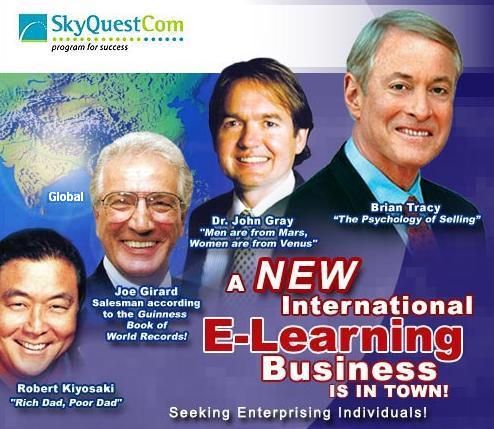 SkyQuestCom
program for success
Global
Brian Tracy
"The Psychology of Selling"
Dr. John Gray
"Men are from Mars,
Women are from Venus"
Joe Girard
Salesman according
to the Guinness
Book of
World Records!
Robert Kiyosaki
"Rich Dad, Poor Dad"
A NEW
International
E-Learning
Business
IS IN TOWN!
Seeking Enterprising Individuals!